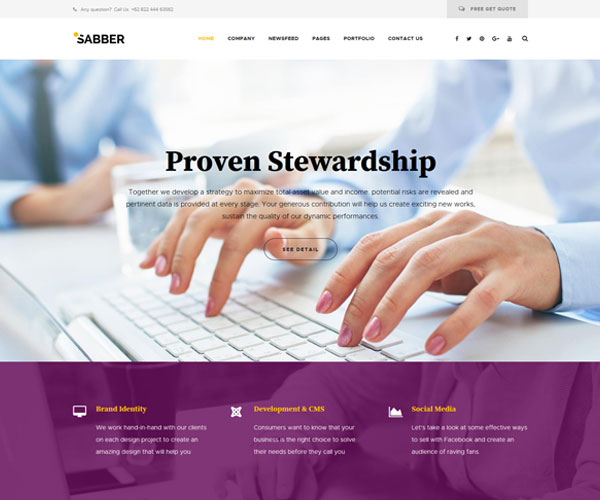 Any question? Call Us: +62 822 444 63682
FREE GET QUOTE
SABBER
HOME COMPANY NEWSFEED PAGES PORTFOLIO CONTACT US
Proven Stewardship
Together we develop a strategy to maximize total asset value and income, potential risks are revealed and
pertinent data is provided at every stage. Your generous contribution will help us create exciting new works,
sustain the quality of our dynamic performances.
SEE DETAIL
Brand Identity
We work hand-in-hand with our clients
on each design project to create an
amazing design that will help you
Development & CMS
Consumers want to know that your
business is the right choice to solve
their needs before they call you
Social Media
Let's take a look at some effective ways
to sell with Facebook and create an
audience of raving fans.